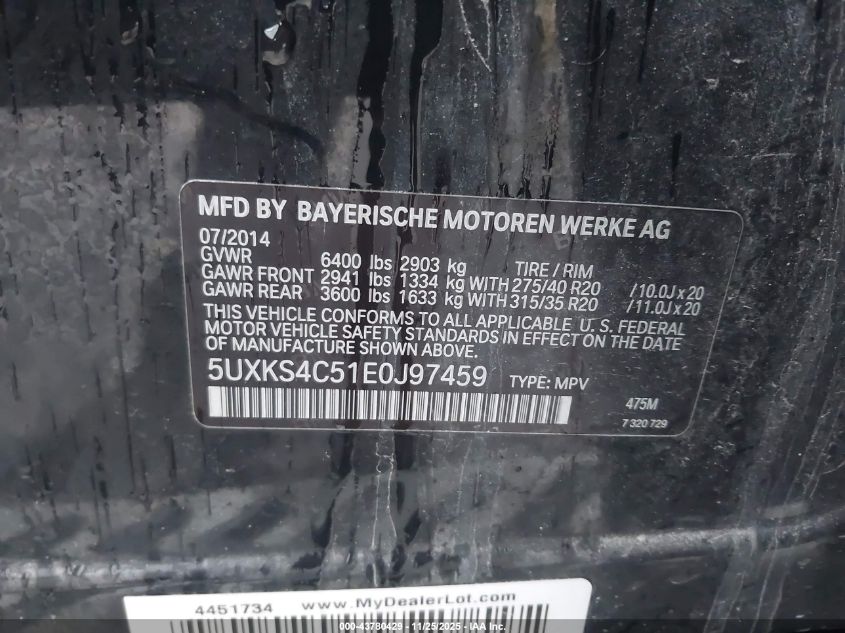 MFD BY BAYERISCHE MOTOREN WERKE AG
07/2014
GVWR 6400 lbs 2903 kg TIRE / RIM
GAWR FRONT 2941 lbs 1334 kg WITH 275/40 R20 /10.0J x 20
GAWR REAR 3600 lbs 1633 kg WITH 315/35 R20 /11.0J x 20
THIS VEHICLE CONFORMS TO ALL APPLICABLE U. S. FEDERAL
MOTOR VEHICLE SAFETY STANDARDS IN EFFECT ON THE DATE
OF MANUFACTURE SHOWN ABOVE.
5UXKS4C51E0J97459 TYPE: MPV
475M
7 320 729
4451734 www.MyDealerLot.com
000-43780429 - 11/25/2025 - IAA Inc.